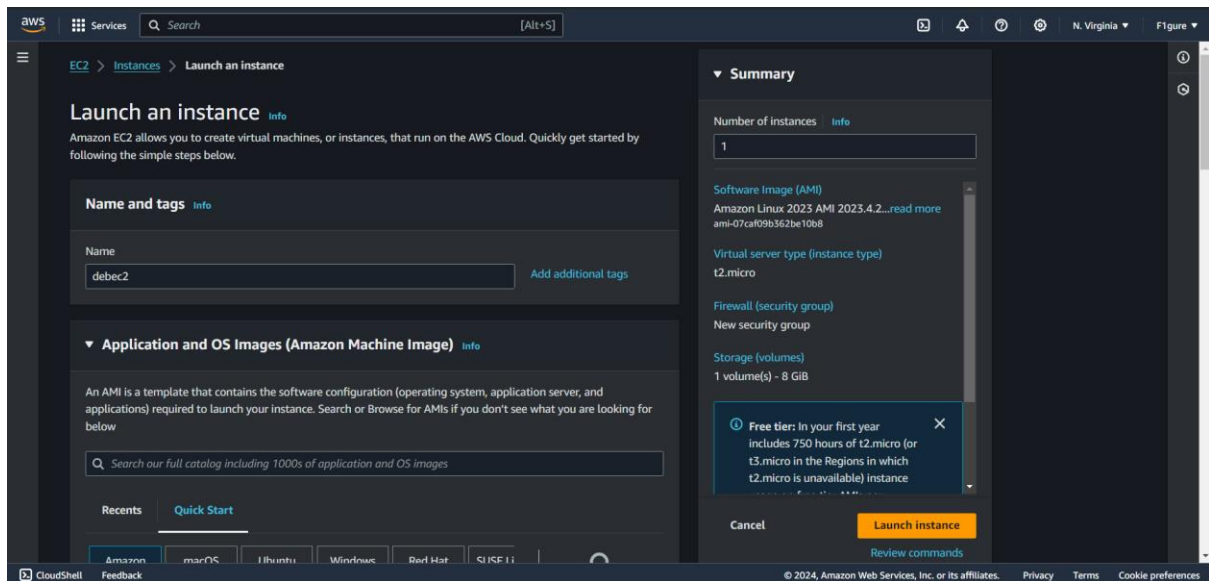 aws
Services
Search
[Alt+S]
N. Virginia
F1gure
EC2 > Instances > Launch an instance
Launch an instance Info
Amazon EC2 allows you to create virtual machines, or instances, that run on the AWS Cloud. Quickly get started by
following the simple steps below.
Name and tags Info
Name
debec2
Add additional tags
Application and OS Images (Amazon Machine Image) Info
An AMI is a template that contains the software configuration (operating system, application server, and
applications) required to launch your instance. Search or Browse for AMIs if you don't see what you are looking for
below
Search our full catalog including 1000s of application and OS images
Recents
Quick Start
Amazon
macOS
Ubuntu
Windows
Red Hat
SUSE Li
Summary
Number of instances Info
1
Software Image (AMI)
Amazon Linux 2023 AMI 2023.4.2...read more
ami-07caf09b362be10b8
Virtual server type (instance type)
t2.micro
Firewall (security group)
New security group
Storage (volumes)
1 volume(s) - 8 GiB
Free tier: In your first year
includes 750 hours of t2.micro (or
t3.micro in the Regions in which
t2.micro is unavailable) instance
Cancel
Launch instance
Review commands
CloudShell
Feedback
© 2024, Amazon Web Services, Inc. or its affiliates.
Privacy
Terms
Cookie preferences